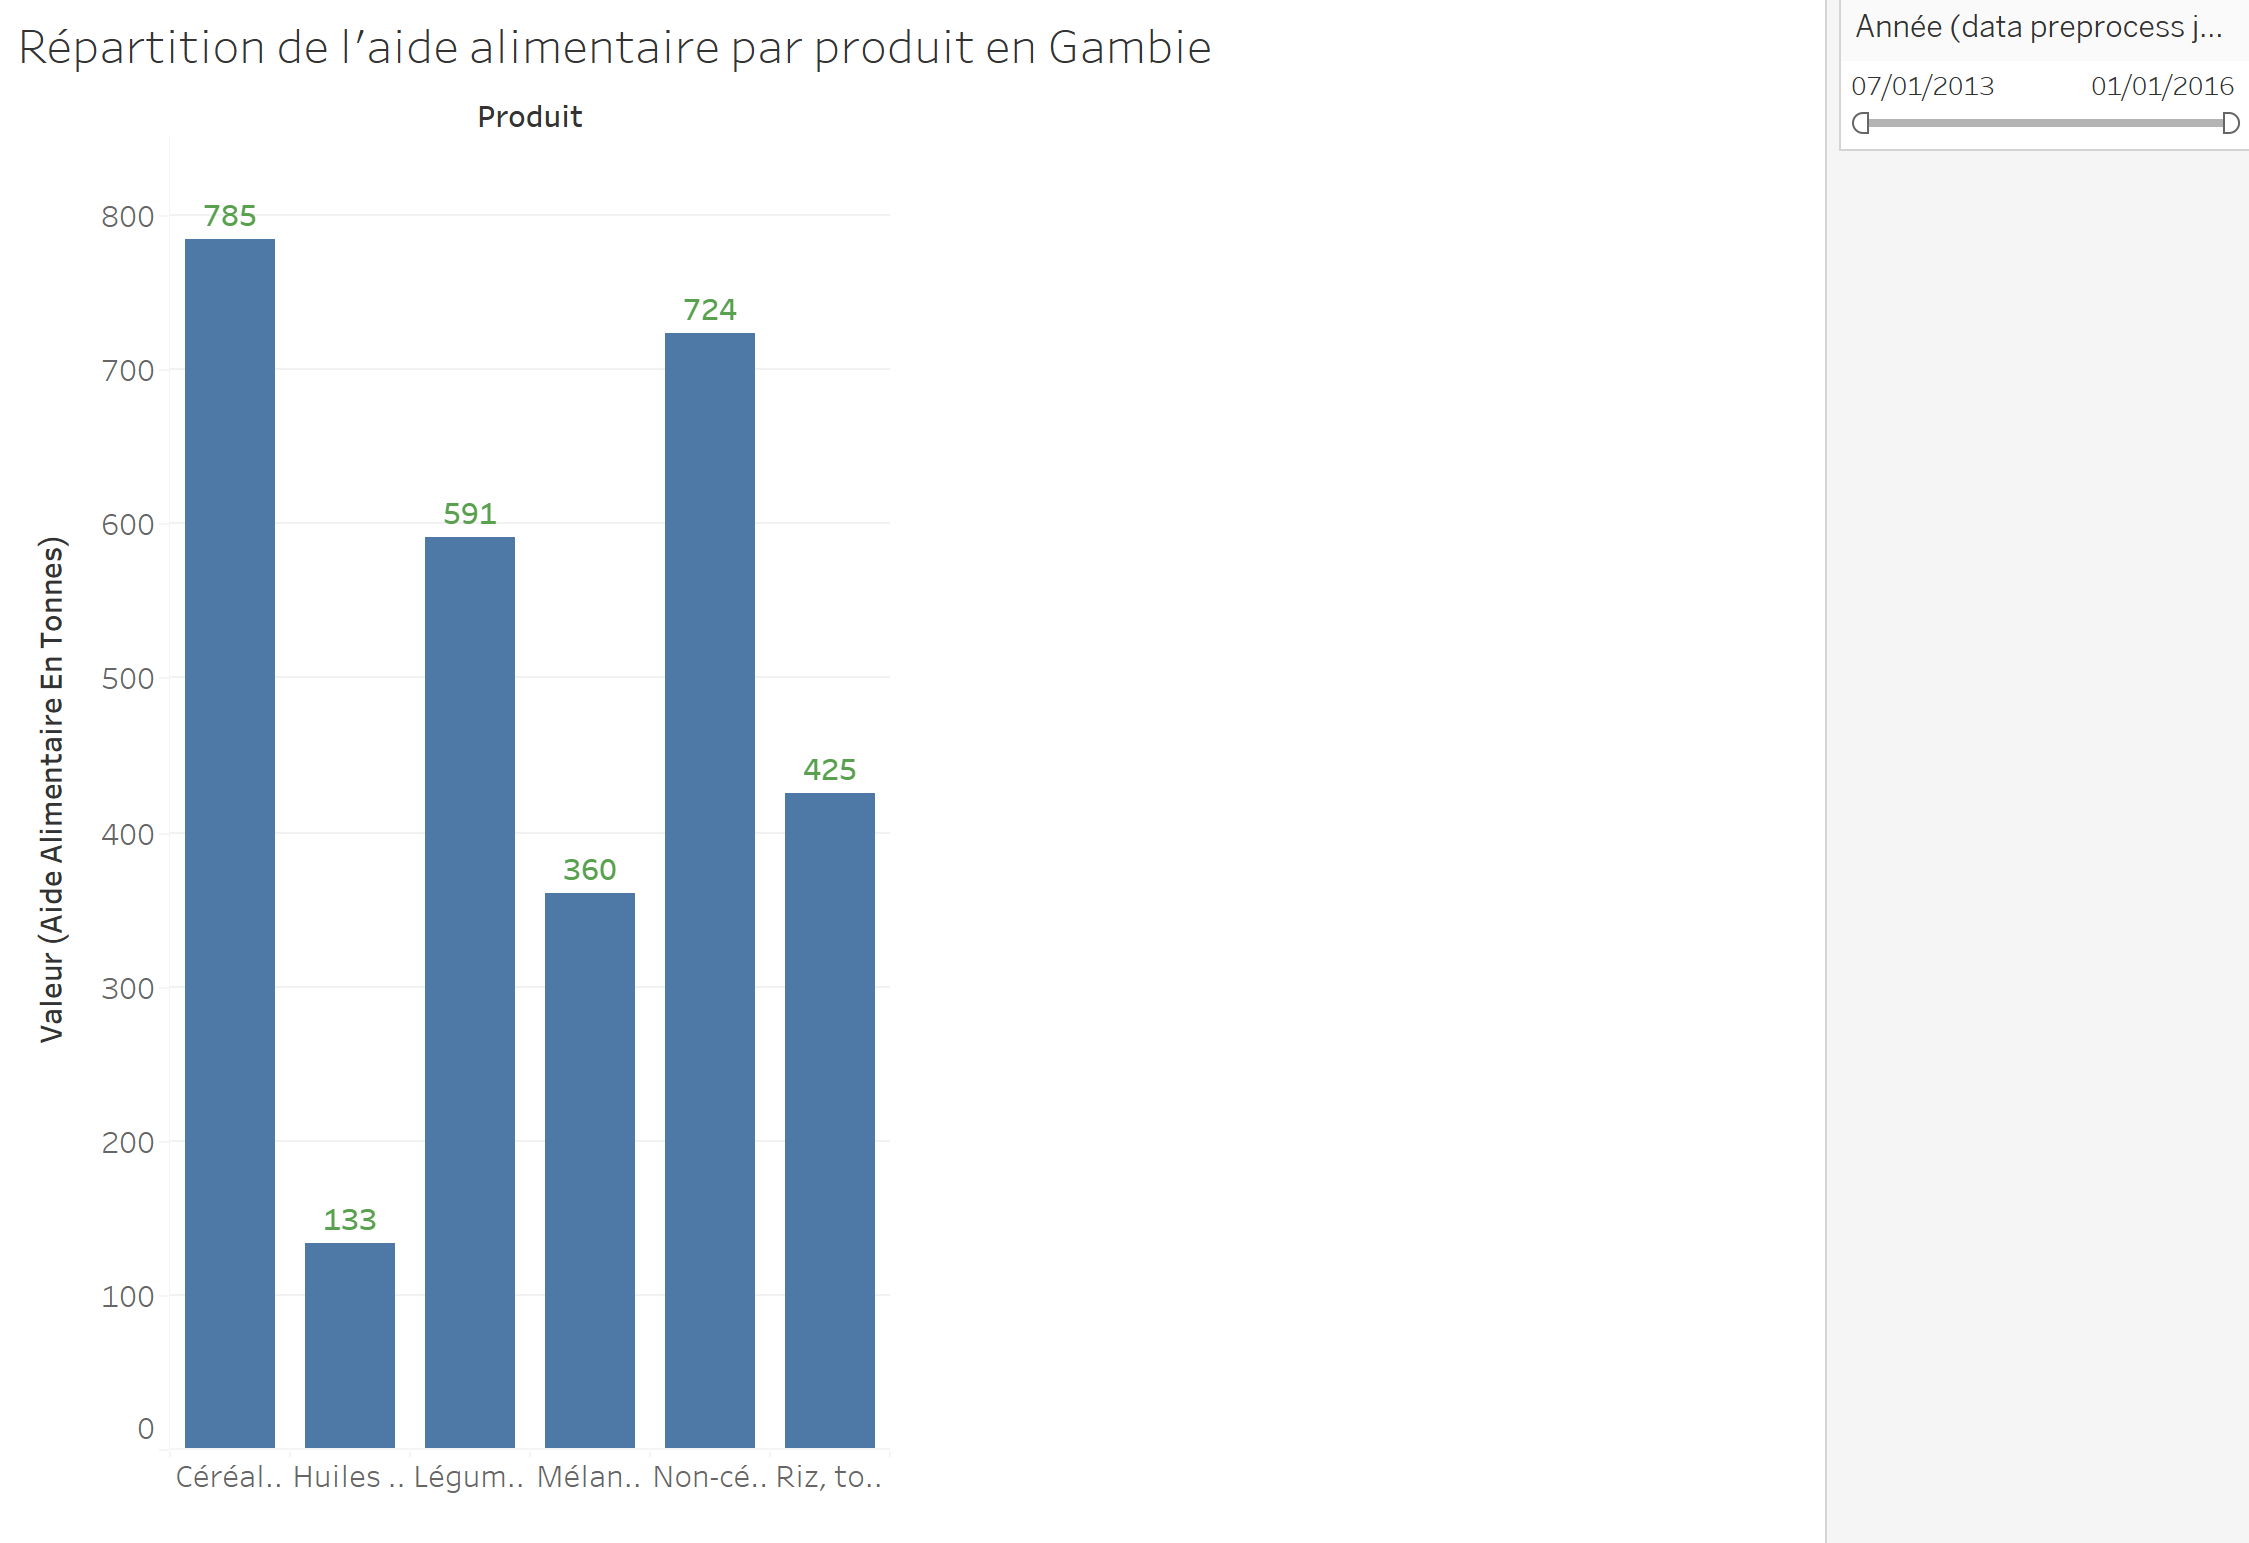 Répartition de l'aide alimentaire par produit en Gambie
Produit
Valeur (Aide Alimentaire En Tonnes)
800
700
600
500
400
300
200
100
0
785
133
591
360
724
425
Céréal..
Huiles ..
Légum..
Mélan..
Non-cé..
Riz, to..
Année (data preprocess j...
07/01/2013 01/01/2016